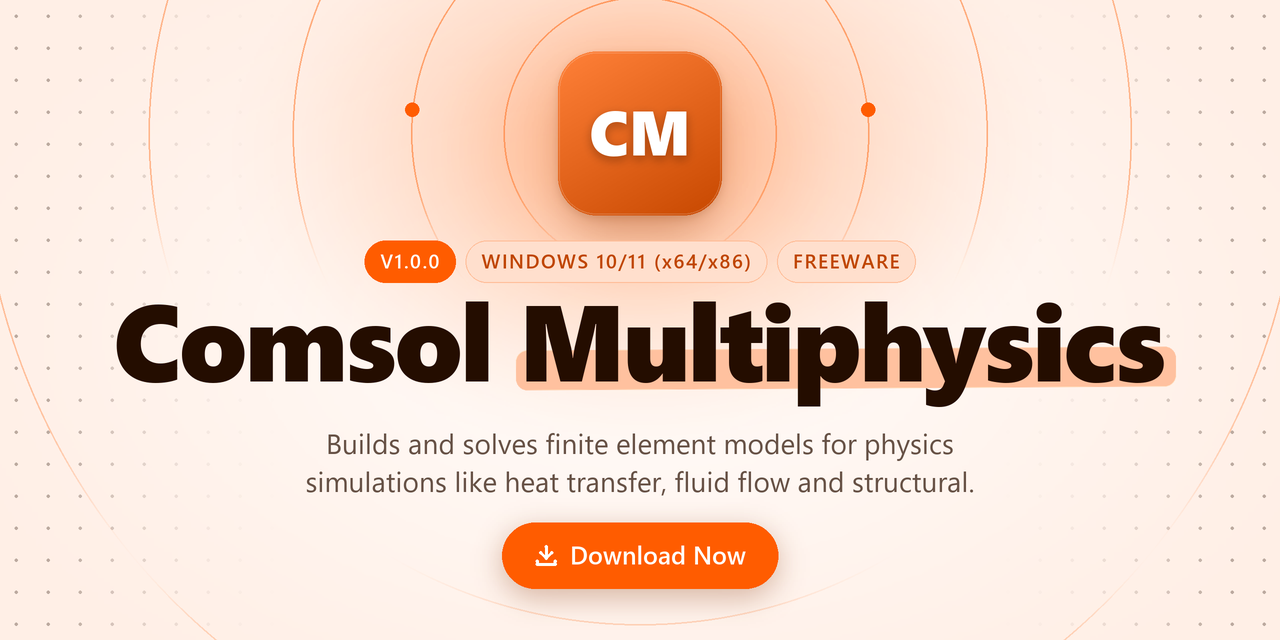 CM
V1.0.0 WINDOWS 10/11 (x64/x86) FREEWARE
Comsol Multiphysics
Builds and solves finite element models for physics
simulations like heat transfer, fluid flow and structural.
Download Now